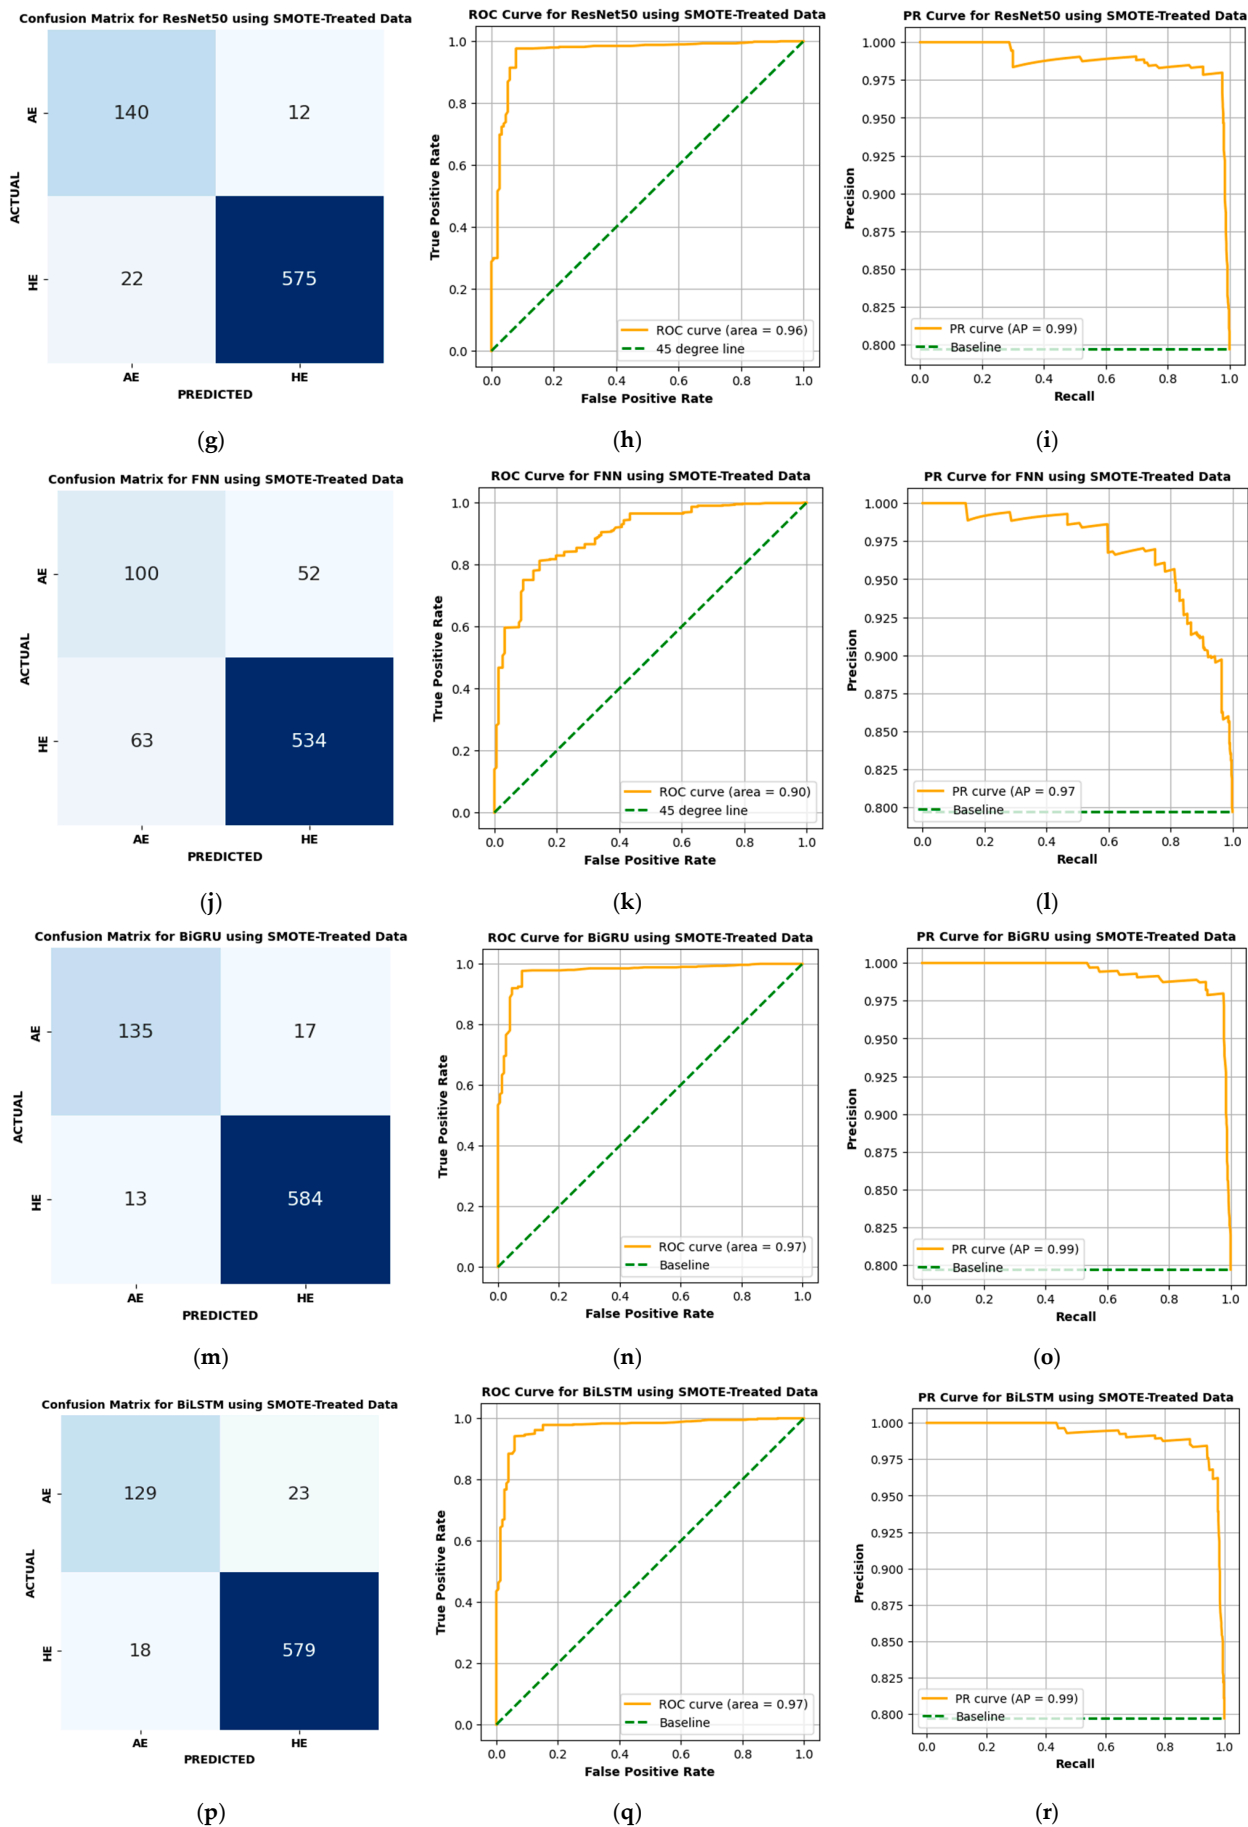 Confusion Matrix for ResNet50 using SMOTE-Treated Data
AE
HE
ACTUAL
140
12
22
575
AE
HE
PREDICTED
(g)
ROC Curve for ResNet50 using SMOTE-Treated Data
True Positive Rate
1.0
0.8
0.6
0.4
0.2
0.0
ROC curve (area = 0.96)
45 degree line
0.0 0.2 0.4 0.6 0.8 1.0
False Positive Rate
(h)
PR Curve for ResNet50 using SMOTE-Treated Data
Precision
1.000
0.975
0.950
0.925
0.900
0.875
0.850
0.825
0.800
PR curve (AP = 0.99)
Baseline
0.0 0.2 0.4 0.6 0.8 1.0
Recall
(i)
Confusion Matrix for FNN using SMOTE-Treated Data
AE
HE
ACTUAL
100
52
63
534
AE
HE
PREDICTED
(j)
ROC Curve for FNN using SMOTE-Treated Data
True Positive Rate
1.0
0.8
0.6
0.4
0.2
0.0
ROC curve (area = 0.90)
45 degree line
0.0 0.2 0.4 0.6 0.8 1.0
False Positive Rate
(k)
PR Curve for FNN using SMOTE-Treated Data
Precision
1.000
0.975
0.950
0.925
0.900
0.875
0.850
0.825
0.800
PR curve (AP = 0.97
Baseline
0.0 0.2 0.4 0.6 0.8 1.0
Recall
(l)
Confusion Matrix for BiGRU using SMOTE-Treated Data
AE
HE
ACTUAL
135
17
13
584
AE
HE
PREDICTED
(m)
ROC Curve for BiGRU using SMOTE-Treated Data
True Positive Rate
1.0
0.8
0.6
0.4
0.2
0.0
ROC curve (area = 0.97)
Baseline
0.0 0.2 0.4 0.6 0.8 1.0
False Positive Rate
(n)
PR Curve for BiGRU using SMOTE-Treated Data
Precision
1.000
0.975
0.950
0.925
0.900
0.875
0.850
0.825
0.800
PR curve (AP = 0.99)
Baseline
0.0 0.2 0.4 0.6 0.8 1.0
Recall
(o)
Confusion Matrix for BiLSTM using SMOTE-Treated Data
AE
HE
ACTUAL
129
23
18
579
AE
HE
PREDICTED
(p)
ROC Curve for BiLSTM using SMOTE-Treated Data
True Positive Rate
1.0
0.8
0.6
0.4
0.2
0.0
ROC curve (area = 0.97)
Baseline
0.0 0.2 0.4 0.6 0.8 1.0
False Positive Rate
(q)
PR Curve for BiLSTM using SMOTE-Treated Data
Precision
1.000
0.975
0.950
0.925
0.900
0.875
0.850
0.825
0.800
PR curve (AP = 0.99)
Baseline
0.0 0.2 0.4 0.6 0.8 1.0
Recall
(r)